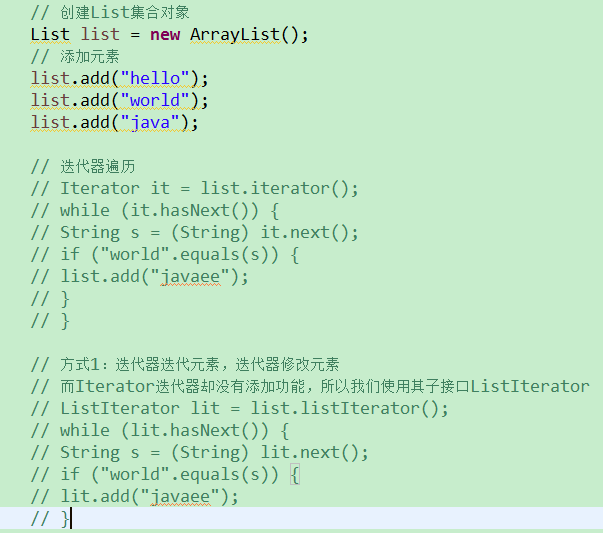 // 创建List集合对象
List list = new ArrayList();
// 添加元素
list.add("hello");
list.add("world");
list.add("java");
// 迭代器遍历
// Iterator it = list.iterator();
// while (it.hasNext()) {
// String s = (String) it.next();
// if ("world".equals(s)) {
// list.add("javaee");
// }
// }
// 方式1：迭代器迭代元素，迭代器修改元素
// 而Iterator迭代器却没有添加功能，所以我们使用其子接口ListIterator
// ListIterator lit = list.listIterator();
// while (lit.hasNext()) {
// String s = (String) lit.next();
// if ("world".equals(s)) {
// lit.add("javaee");
// }